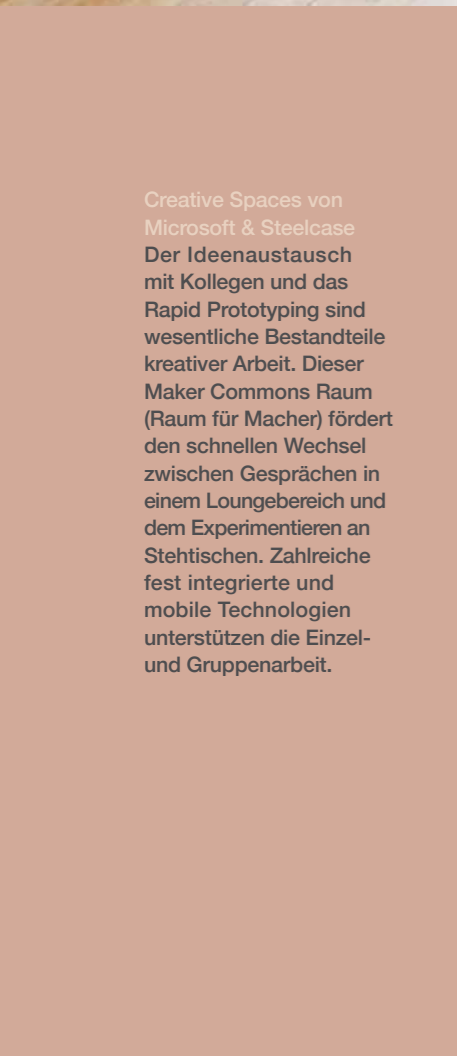 Creative Spaces von
Microsoft & Steelcase
Der Ideenaustausch
mit Kollegen und das
Rapid Prototyping sind
wesentliche Bestandteile
kreativer Arbeit. Dieser
Maker Commons Raum
(Raum für Macher) fördert
den schnellen Wechsel
zwischen Gesprächen in
einem Loungebereich und
dem Experimentieren an
Stehtischen. Zahlreiche
fest integrierte und
mobile Technologien
unterstützen die Einzel-
und Gruppenarbeit.